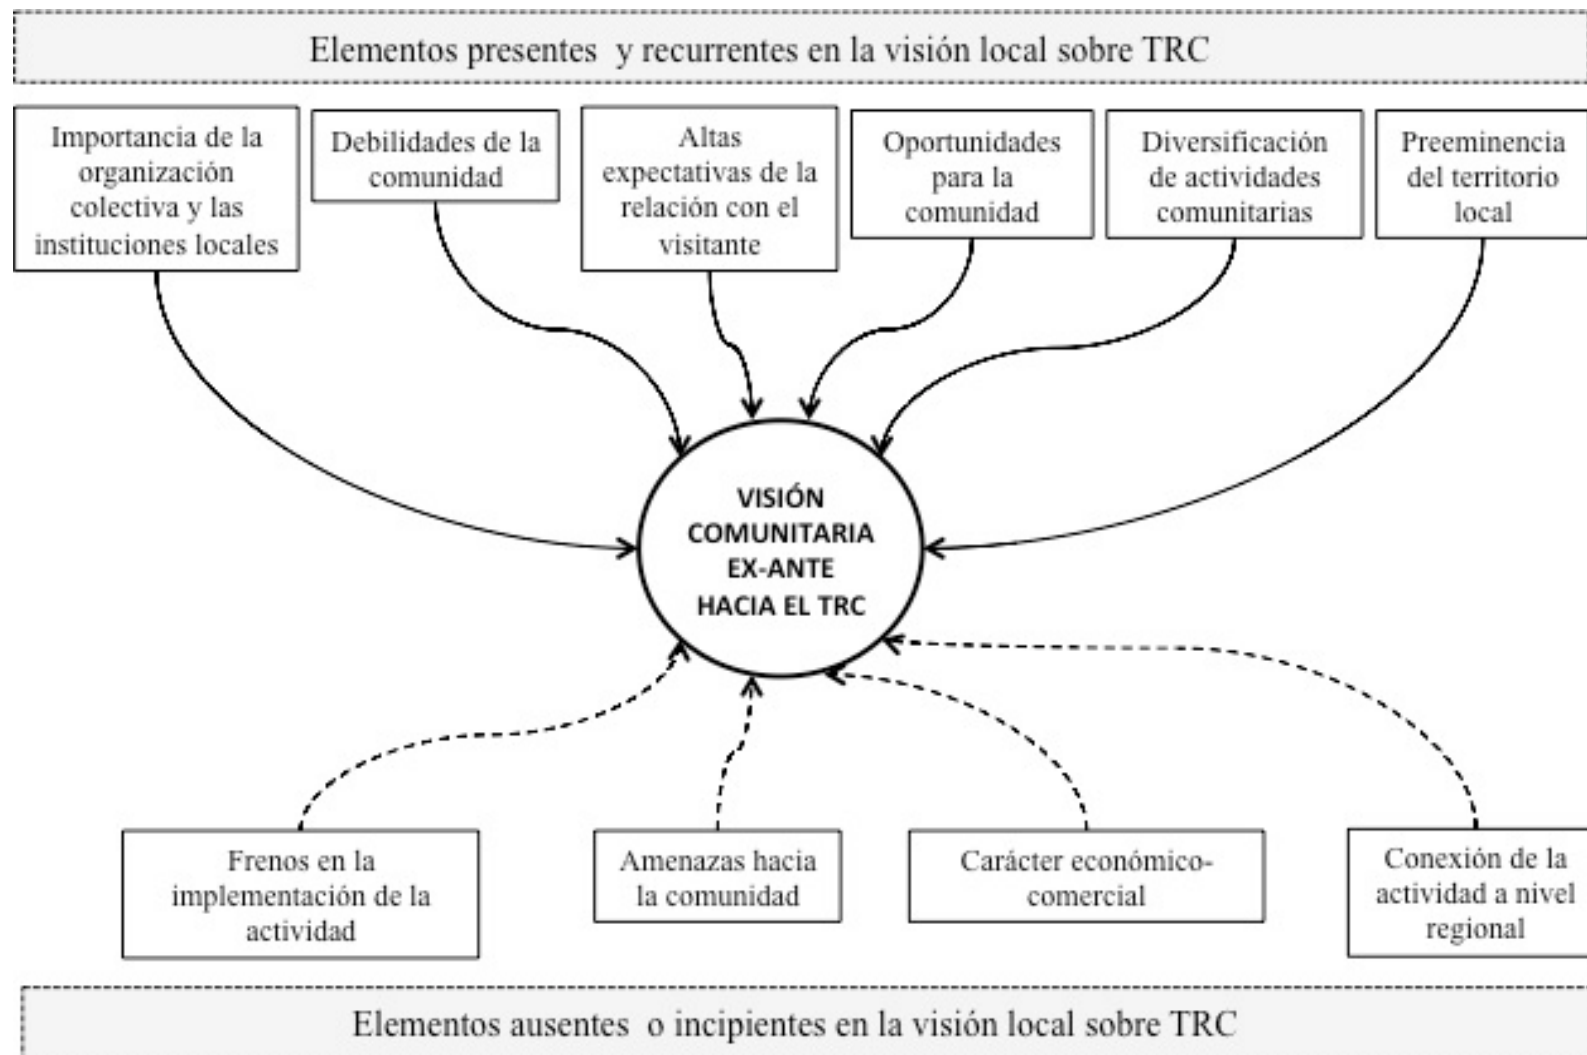 Elementos presentes y recurrentes en la visión local sobre TRC
Importancia de la
organización
colectiva y las
instituciones locales
Debilidades de la
comunidad
Altas
expectativas de la
relación con el
visitante
Oportunidades
para la
comunidad
Diversificación
de actividades
comunitarias
Preeminencia
del territorio
local
VISIÓN
COMUNITARIA
EX-ANTE
HACIA EL TRC
Frenos en la
implementación de la
actividad
Amenazas hacia
la comunidad
Carácter económico-
comercial
Conexión de la
actividad a nivel
regional
Elementos ausentes o incipientes en la visión local sobre TRC